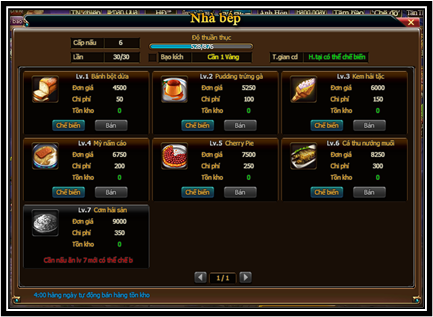 Nhà bếp
Cấp nấu 6
Độ thuần thục
528/876
Lần 30/30
Bạo kích Cần 1 Vàng
T.gian cd H.tại có thể chế biến
Lv.1 Bánh bột dừa
Đơn giá 4500
Chi phí 50
Tồn kho 0
Chế biến Bán
Lv.2 Pudding trứng gà
Đơn giá 5250
Chi phí 100
Tồn kho 0
Chế biến Bán
Lv.3 Kem hải tặc
Đơn giá 6000
Chi phí 150
Tồn kho 0
Chế biến Bán
Lv.4 Mỳ nấm cáo
Đơn giá 6750
Chi phí 200
Tồn kho 0
Chế biến Bán
Lv.5 Cherry Pie
Đơn giá 7500
Chi phí 250
Tồn kho 0
Chế biến Bán
Lv.6 Cá thu nướng muối
Đơn giá 8250
Chi phí 300
Tồn kho 0
Chế biến Bán
Lv.7 Cơm hải sản
Đơn giá 9000
Chi phí 350
Tồn kho 0
Cần nấu ăn lv 7 mới có thể chế b
1 / 1
4:00 hàng ngày tự động bán hàng tồn kho